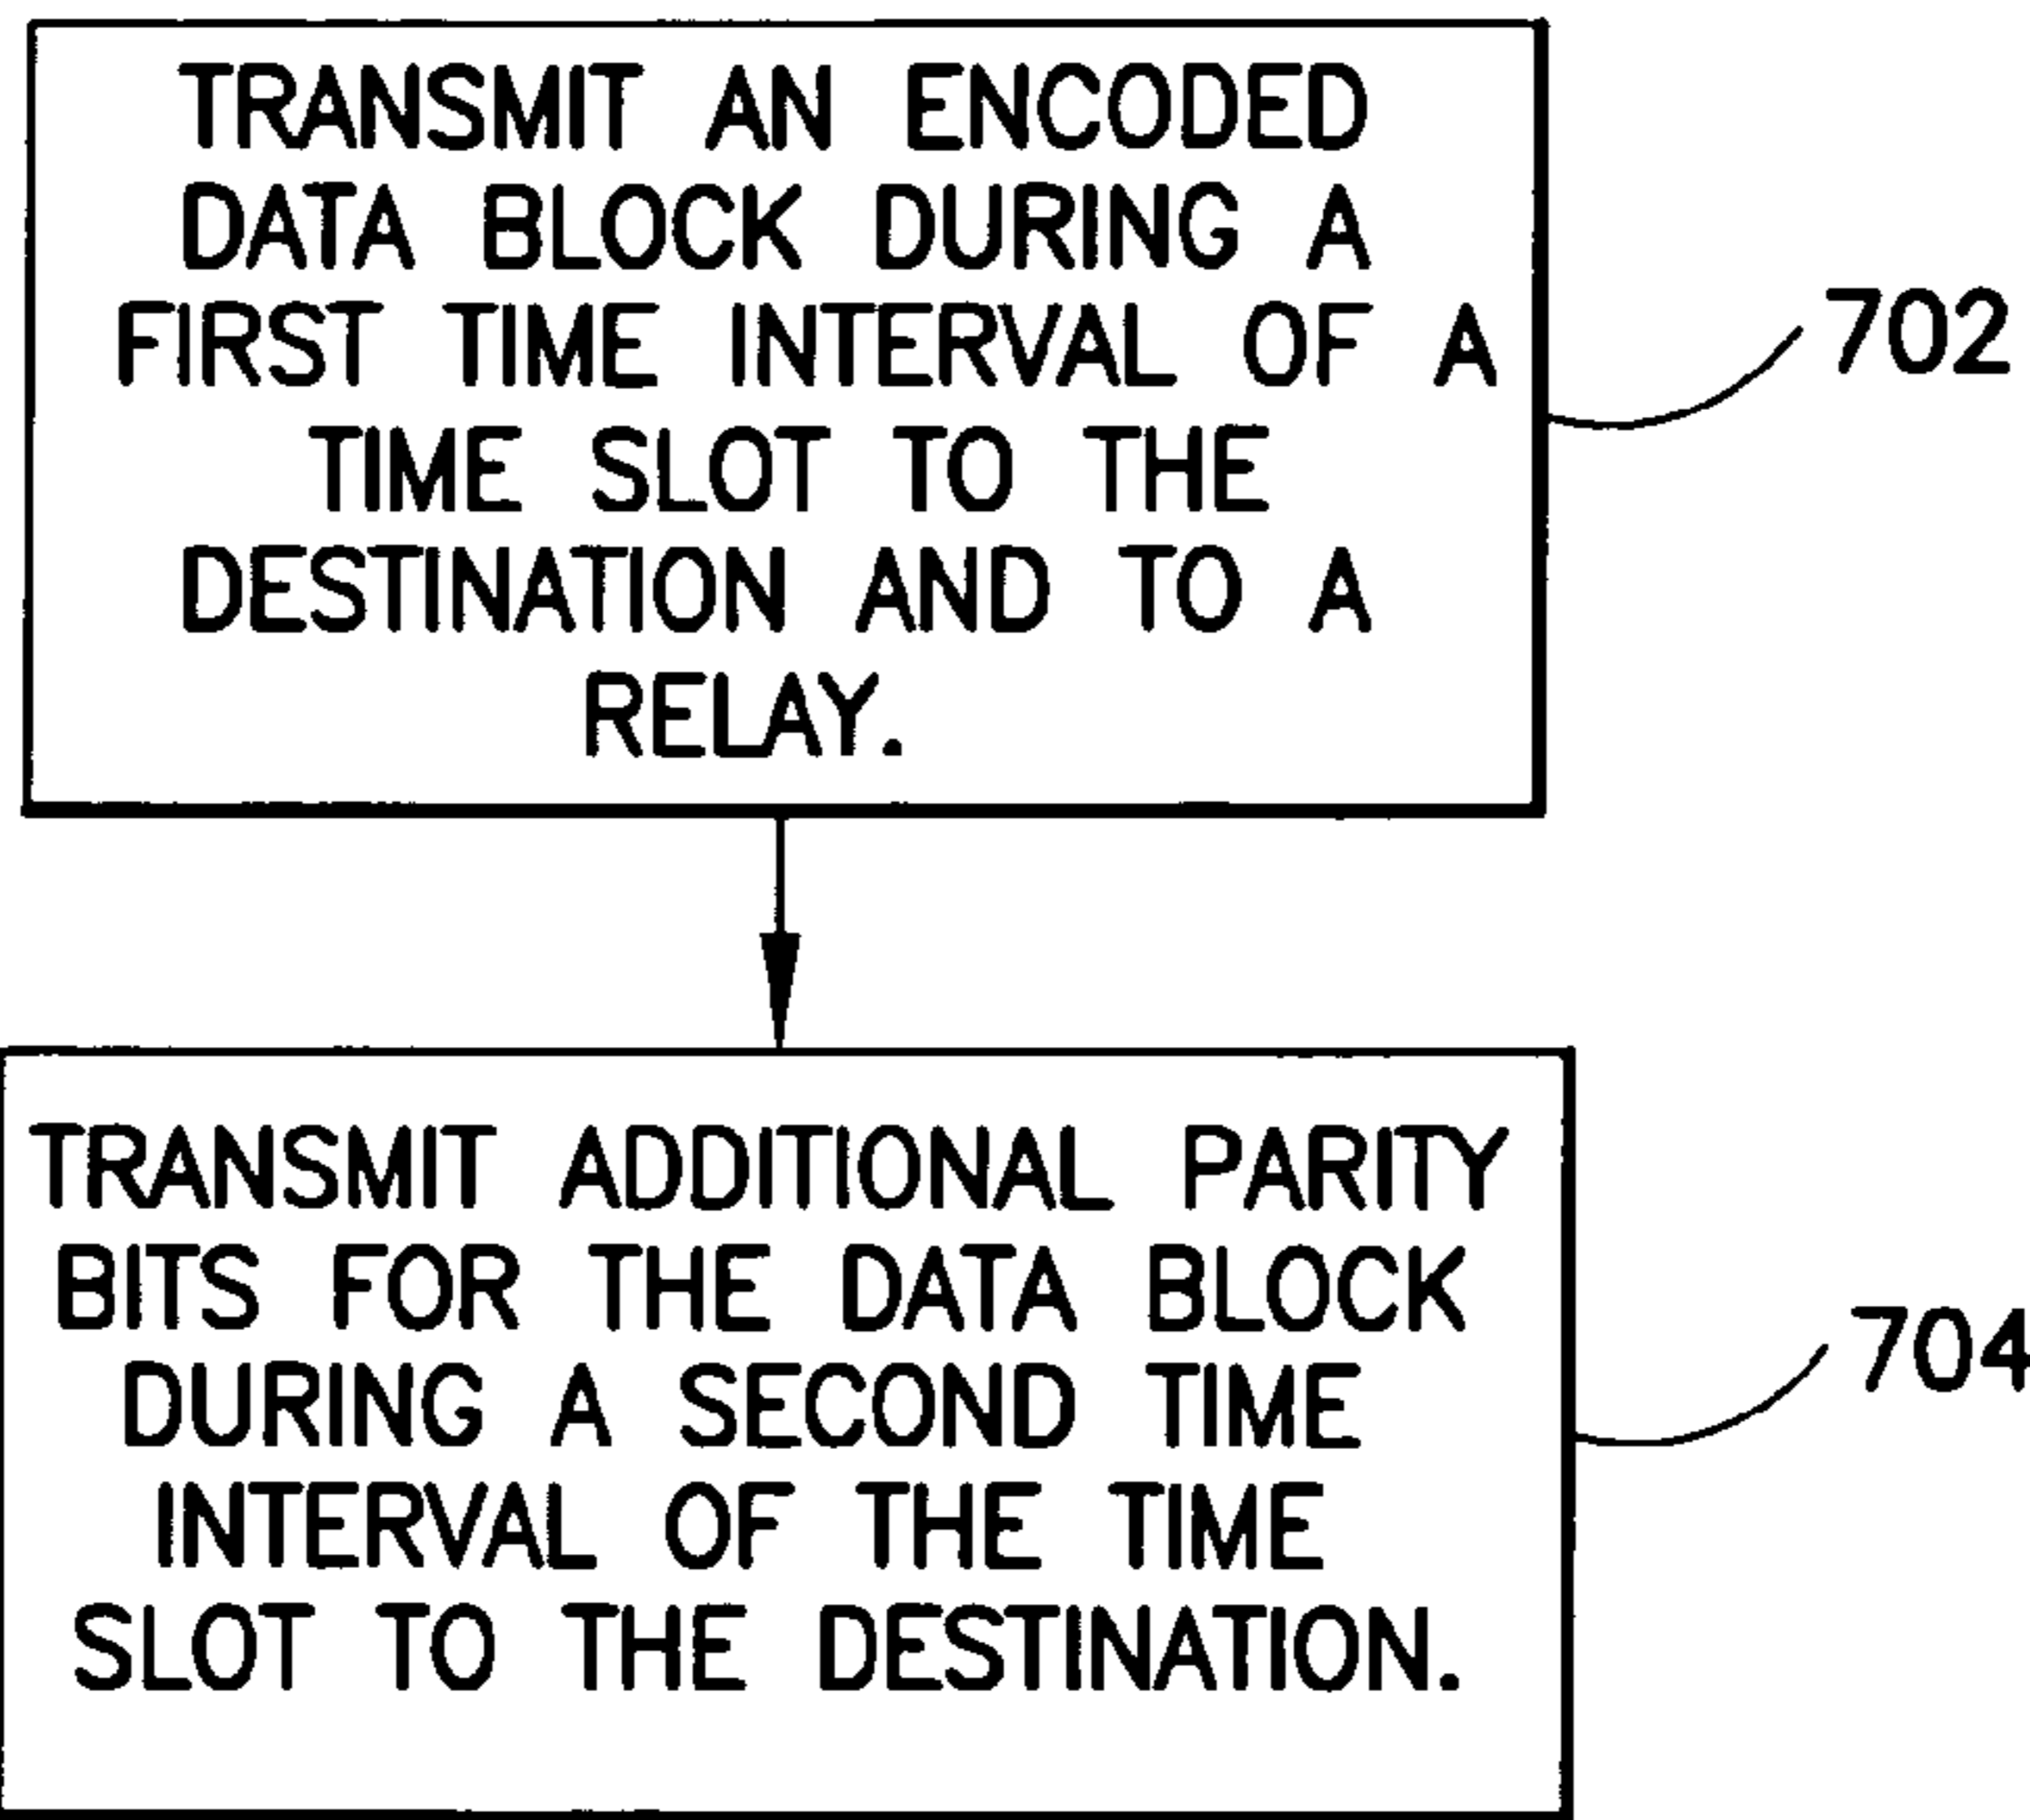 TRANSMIT AN ENCODED
DATA BLOCK DURING A
FIRST TIME INTERVAL OF A
TIME SLOT TO THE
DESTINATION AND TO A
RELAY.
702
TRANSMIT ADDITIONAL PARITY
BITS FOR THE DATA BLOCK
DURING A SECOND TIME
INTERVAL OF THE TIME
SLOT TO THE DESTINATION.
704